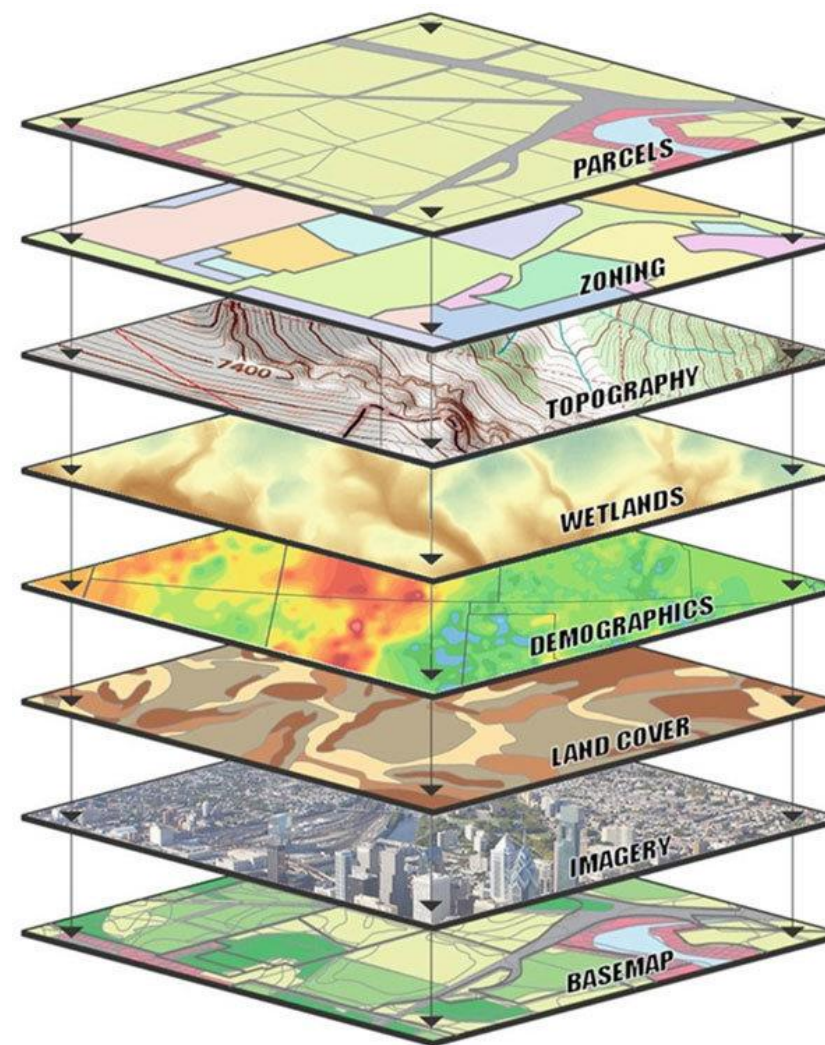 PARCELS
ZONING
7400
TOPOGRAPHY
WETLANDS
DEMOGRAPHICS
LAND COVER
IMAGERY
BASEMAP